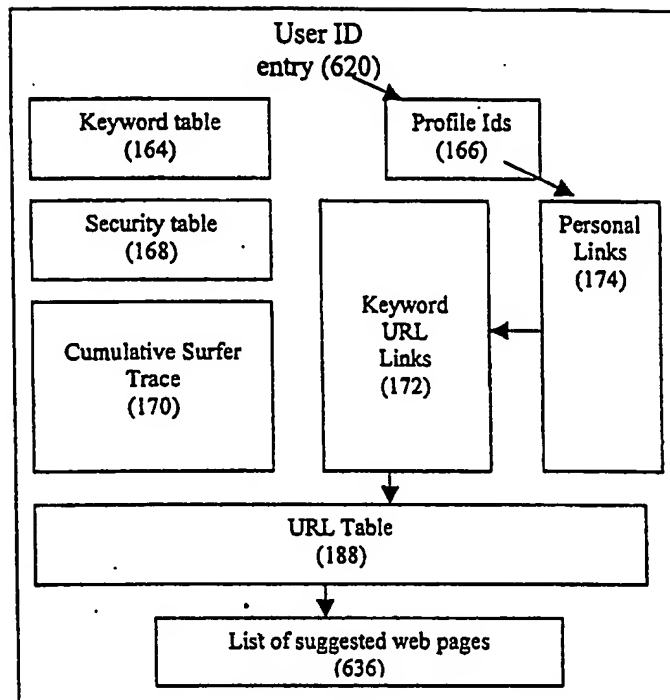 User ID
entry (620)
Keyword table
(164)
Profile Ids
(166)
Security table
(168)
Personal
Links
(174)
Keyword
URL
Links
(172)
Cumulative Surfer
Trace
(170)
URL Table
(188)
List of suggested web pages
(636)